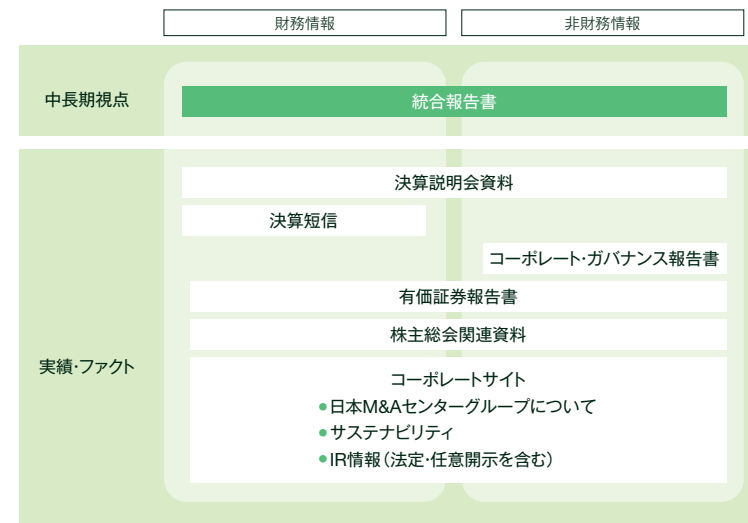 財務情報
非財務情報
中長期視点
統合報告書
決算説明会資料
決算短信
コーポレート・ガバナンス報告書
有価証券報告書
株主総会関連資料
実績・ファクト
コーポレートサイト
●日本M&Aセンターグループについて
●サステナビリティ
●IR情報（法定・任意開示を含む）